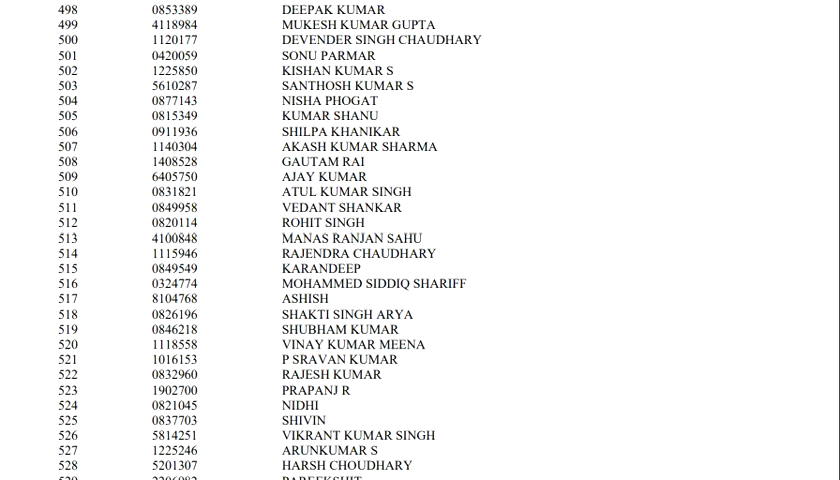 498 0853389 DEEPAK KUMAR
499 4118984 MUKESH KUMAR GUPTA
500 1120177 DEVENDER SINGH CHAUDHARY
501 0420059 SONU PARMAR
502 1225850 KISHAN KUMAR S
503 5610287 SANTHOSH KUMAR S
504 0877143 NISHA PHOGAT
505 0815349 KUMAR SHANU
506 0911936 SHILPA KHANIKAR
507 1140304 AKASH KUMAR SHARMA
508 1408528 GAUTAM RAI
509 6405750 AJAY KUMAR
510 0831821 ATUL KUMAR SINGH
511 0849958 VEDANT SHANKAR
512 0820114 ROHIT SINGH
513 4100848 MANAS RANJAN SAHU
514 1115946 RAJENDRA CHAUDHARY
515 0849549 KARANDEEP
516 0324774 MOHAMMED SIDDIQ SHARIFF
517 8104768 ASHISH
518 0826196 SHAKTI SINGH ARYA
519 0846218 SHUBHAM KUMAR
520 1118558 VINAY KUMAR MEENA
521 1016153 P SRAVAN KUMAR
522 0832960 RAJESH KUMAR
523 1902700 PRAPANJ R
524 0821045 NIDHI
525 0837703 SHIVIN
526 5814251 VIKRANT KUMAR SINGH
527 1225246 ARUNKUMAR S
528 5201307 HARSH CHOUDHARY